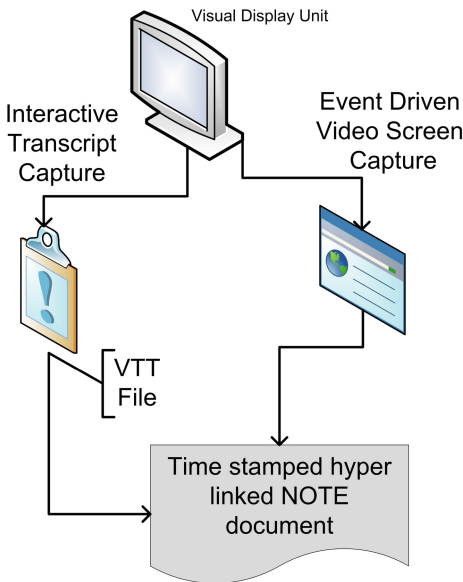 Visual Display Unit
Interactive
Transcript
Capture
Event Driven
Video Screen
Capture
VTT
File
Time stamped hyper
linked NOTE
document